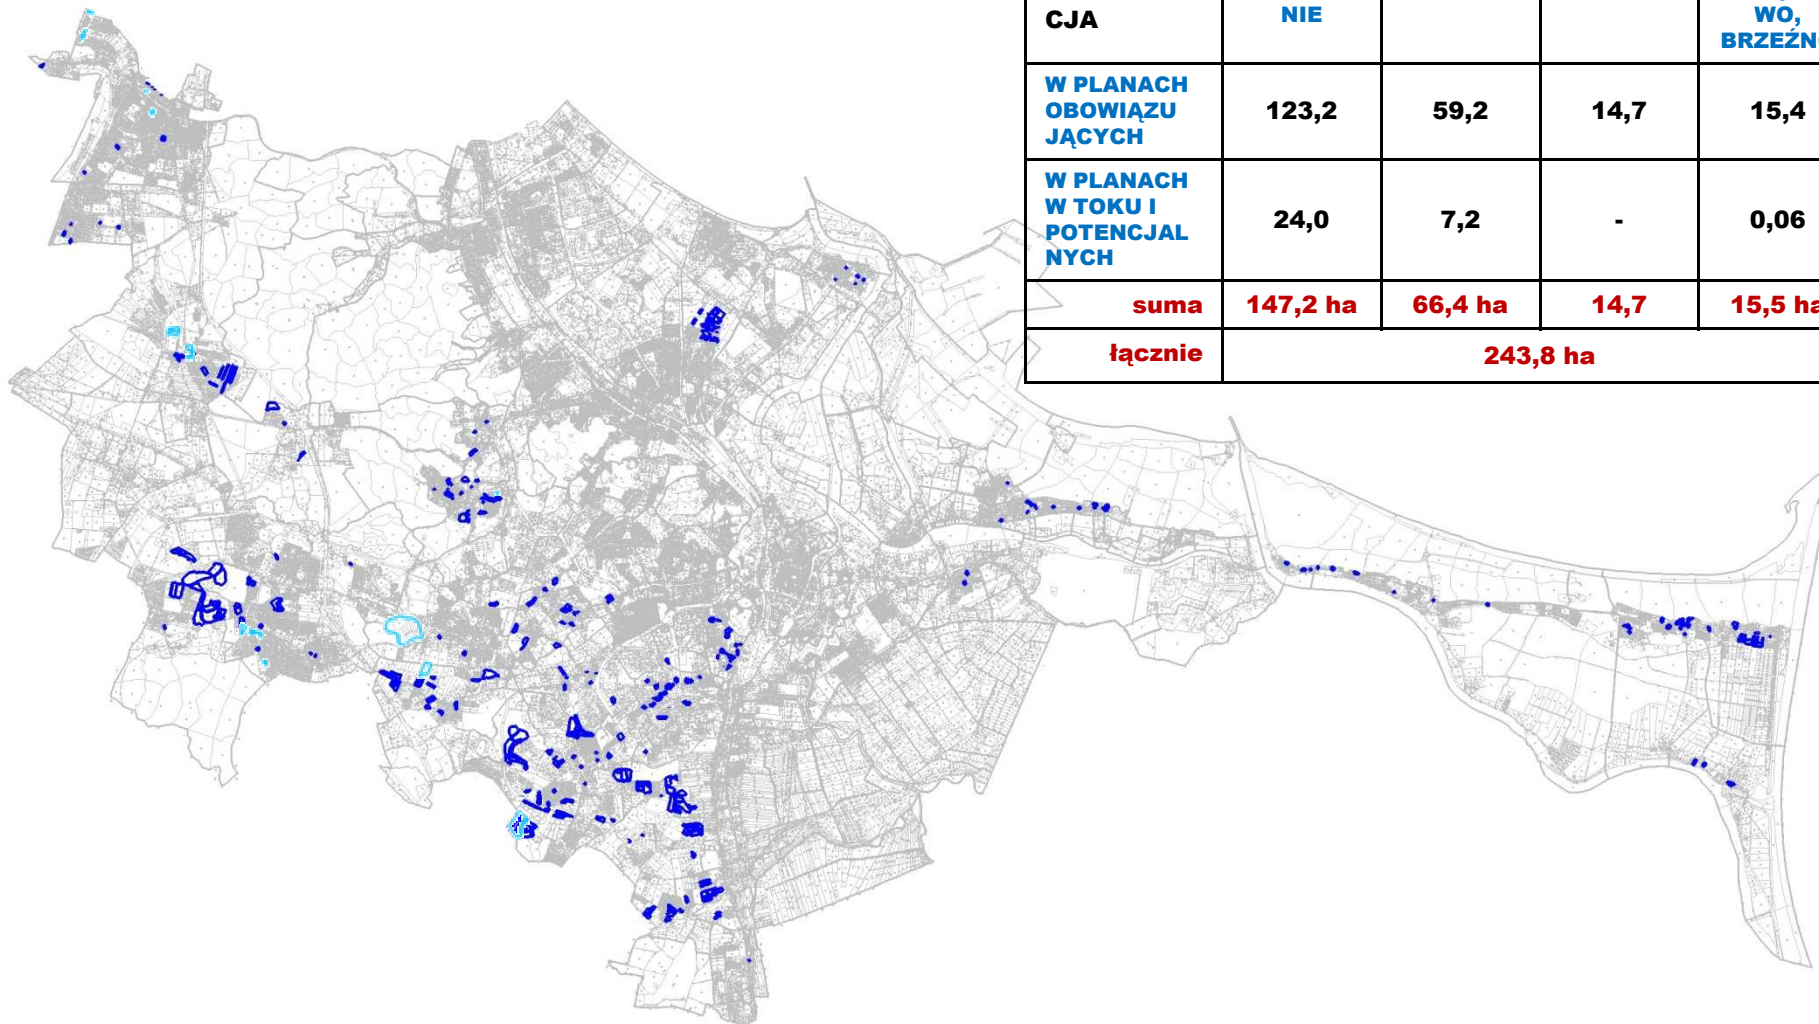 CJA
NIE
WO,
W PLANACH
OBOWIĄZU
JĄCYCH
123,2
59,2
14,7
15,4
W PLANACH
W TOKU I
POTENCJAL
NYCH
24,0
7,2
-
0,06
suma
147,2 ha
66,4 ha
14,7
15,5 ha
łącznie
243,8 ha